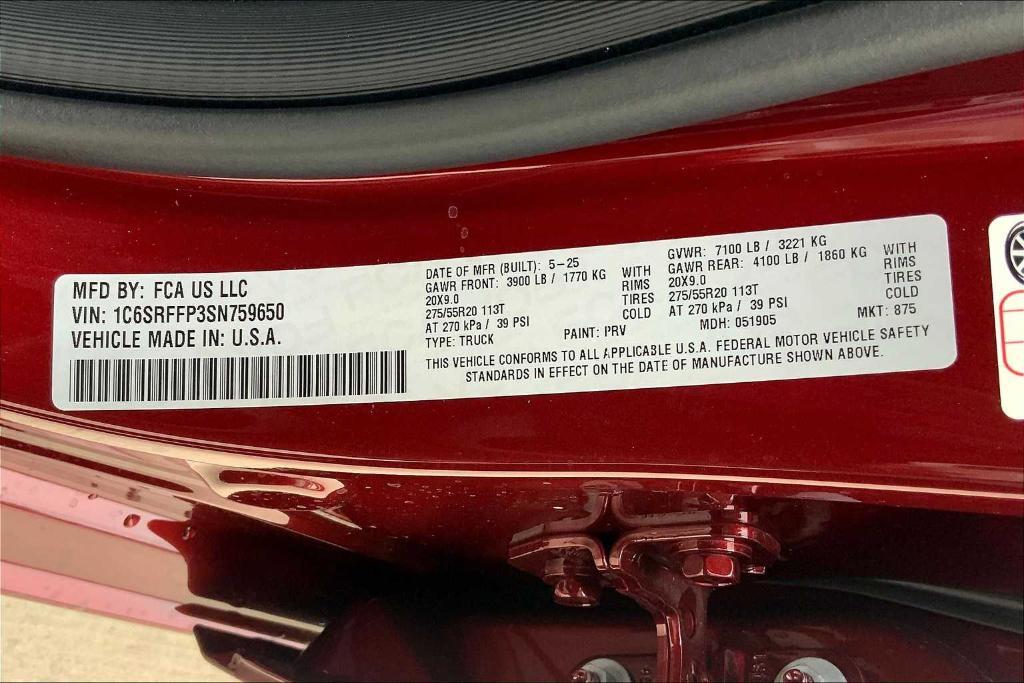 MFD BY: FCA US LLC
VIN: 1C6SRFFP3SN759650
VEHICLE MADE IN: U.S.A.
DATE OF MFR (BUILT): 5-25
GAWR FRONT: 3900 LB / 1770 KG WITH
20X9.0 RIMS
275/55R20 113T TIRES
AT 270 kPa / 39 PSI COLD
TYPE: TRUCK PAINT: PRV
GVWR: 7100 LB / 3221 KG
GAWR REAR: 4100 LB / 1860 KG WITH
20X9.0 RIMS
275/55R20 113T TIRES
AT 270 kPa / 39 PSI COLD
MDH: 051905 MKT: 875
THIS VEHICLE CONFORMS TO ALL APPLICABLE U.S.A. FEDERAL MOTOR VEHICLE SAFETY
STANDARDS IN EFFECT ON THE DATE OF MANUFACTURE SHOWN ABOVE.